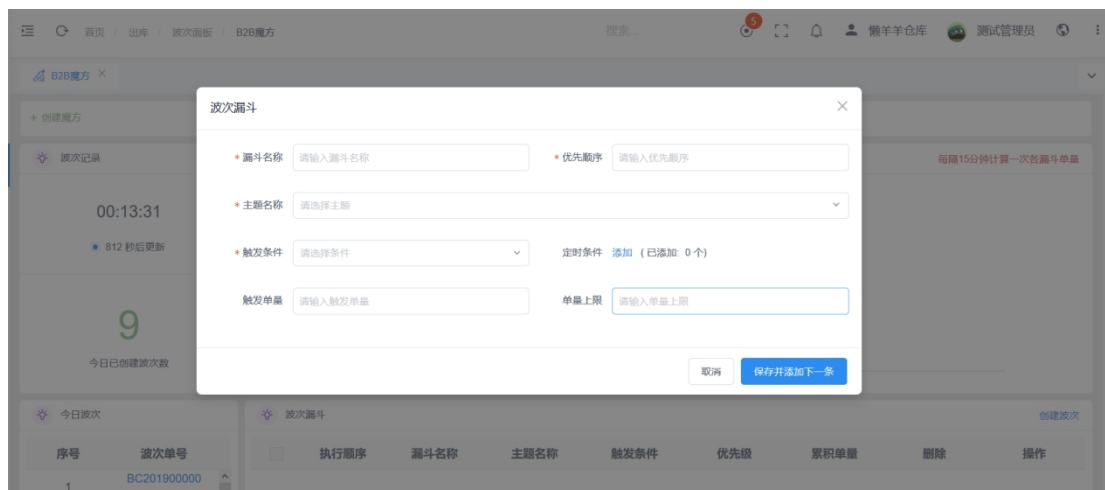 首页 / 出库 / 波次面板 / B2B魔方 搜索... 5 懒羊羊仓库 测试管理员
B2B魔方
+ 创建魔方
波次记录 每隔15分钟计算一次各漏斗单量
00:13:31
812 秒后更新
9
今日已创建波次数
波次漏斗
* 漏斗名称 请输入漏斗名称 * 优先顺序 请输入优先顺序
* 主题名称 请选择主题
* 触发条件 请选择条件 定时条件 添加 ( 已添加: 0 个)
触发单量 请输入触发单量 单量上限 请输入单量上限
取消 保存并添加下一条
今日波次 波次漏斗 创建波次
序号 波次单号 执行顺序 漏斗名称 主题名称 触发条件 优先级 累积单量 删除 操作
1 BC201900000